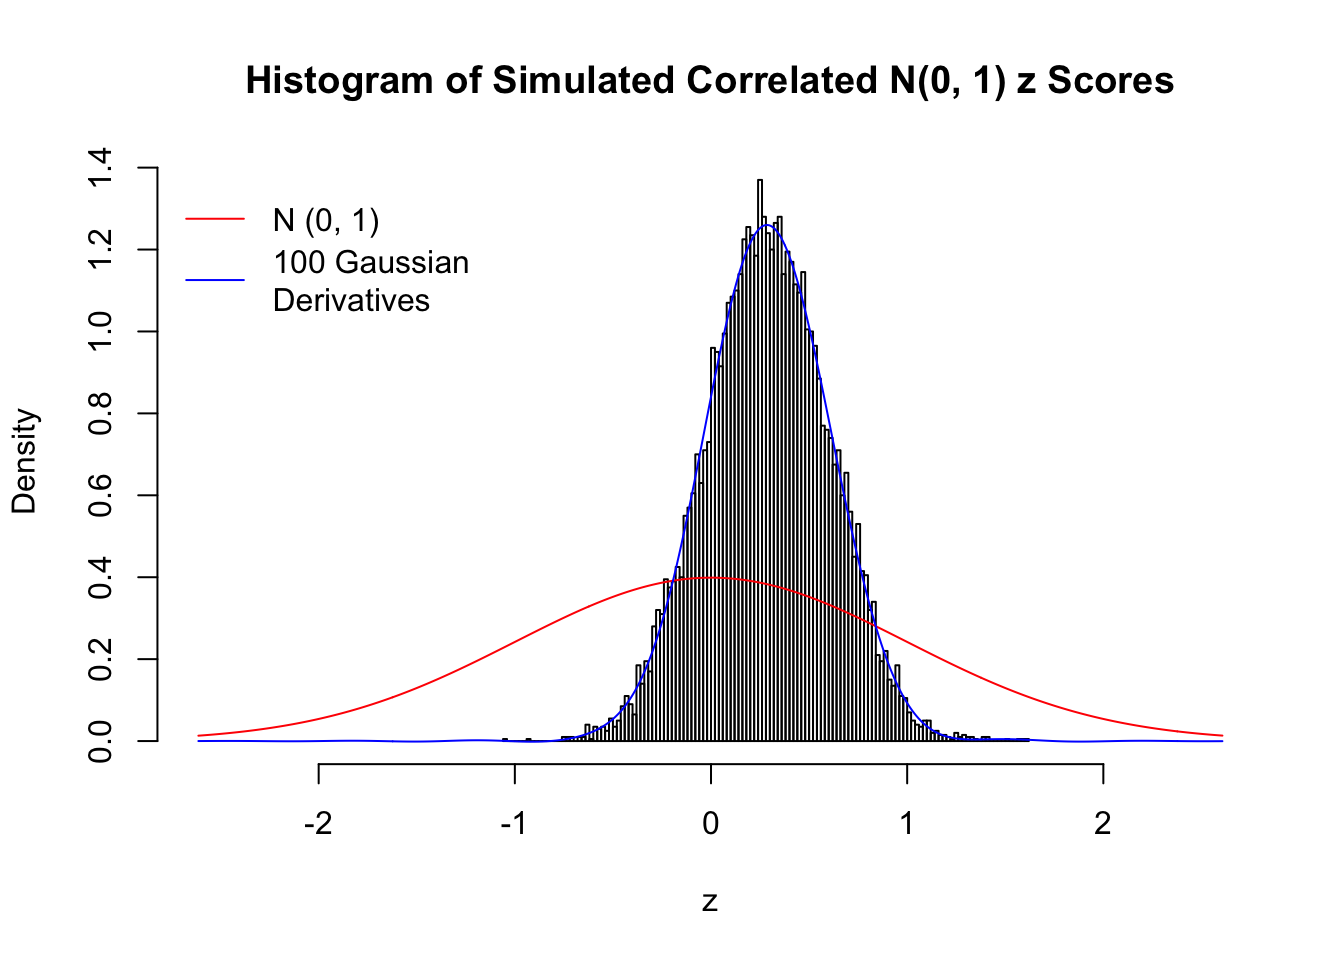 Histogram of Simulated Correlated N(0, 1) z Scores
1.4
1.2
1.0
0.8
0.6
0.4
0.2
0.0
Density
N (0, 1)
100 Gaussian
Derivatives
-2
-1
0
1
2
z